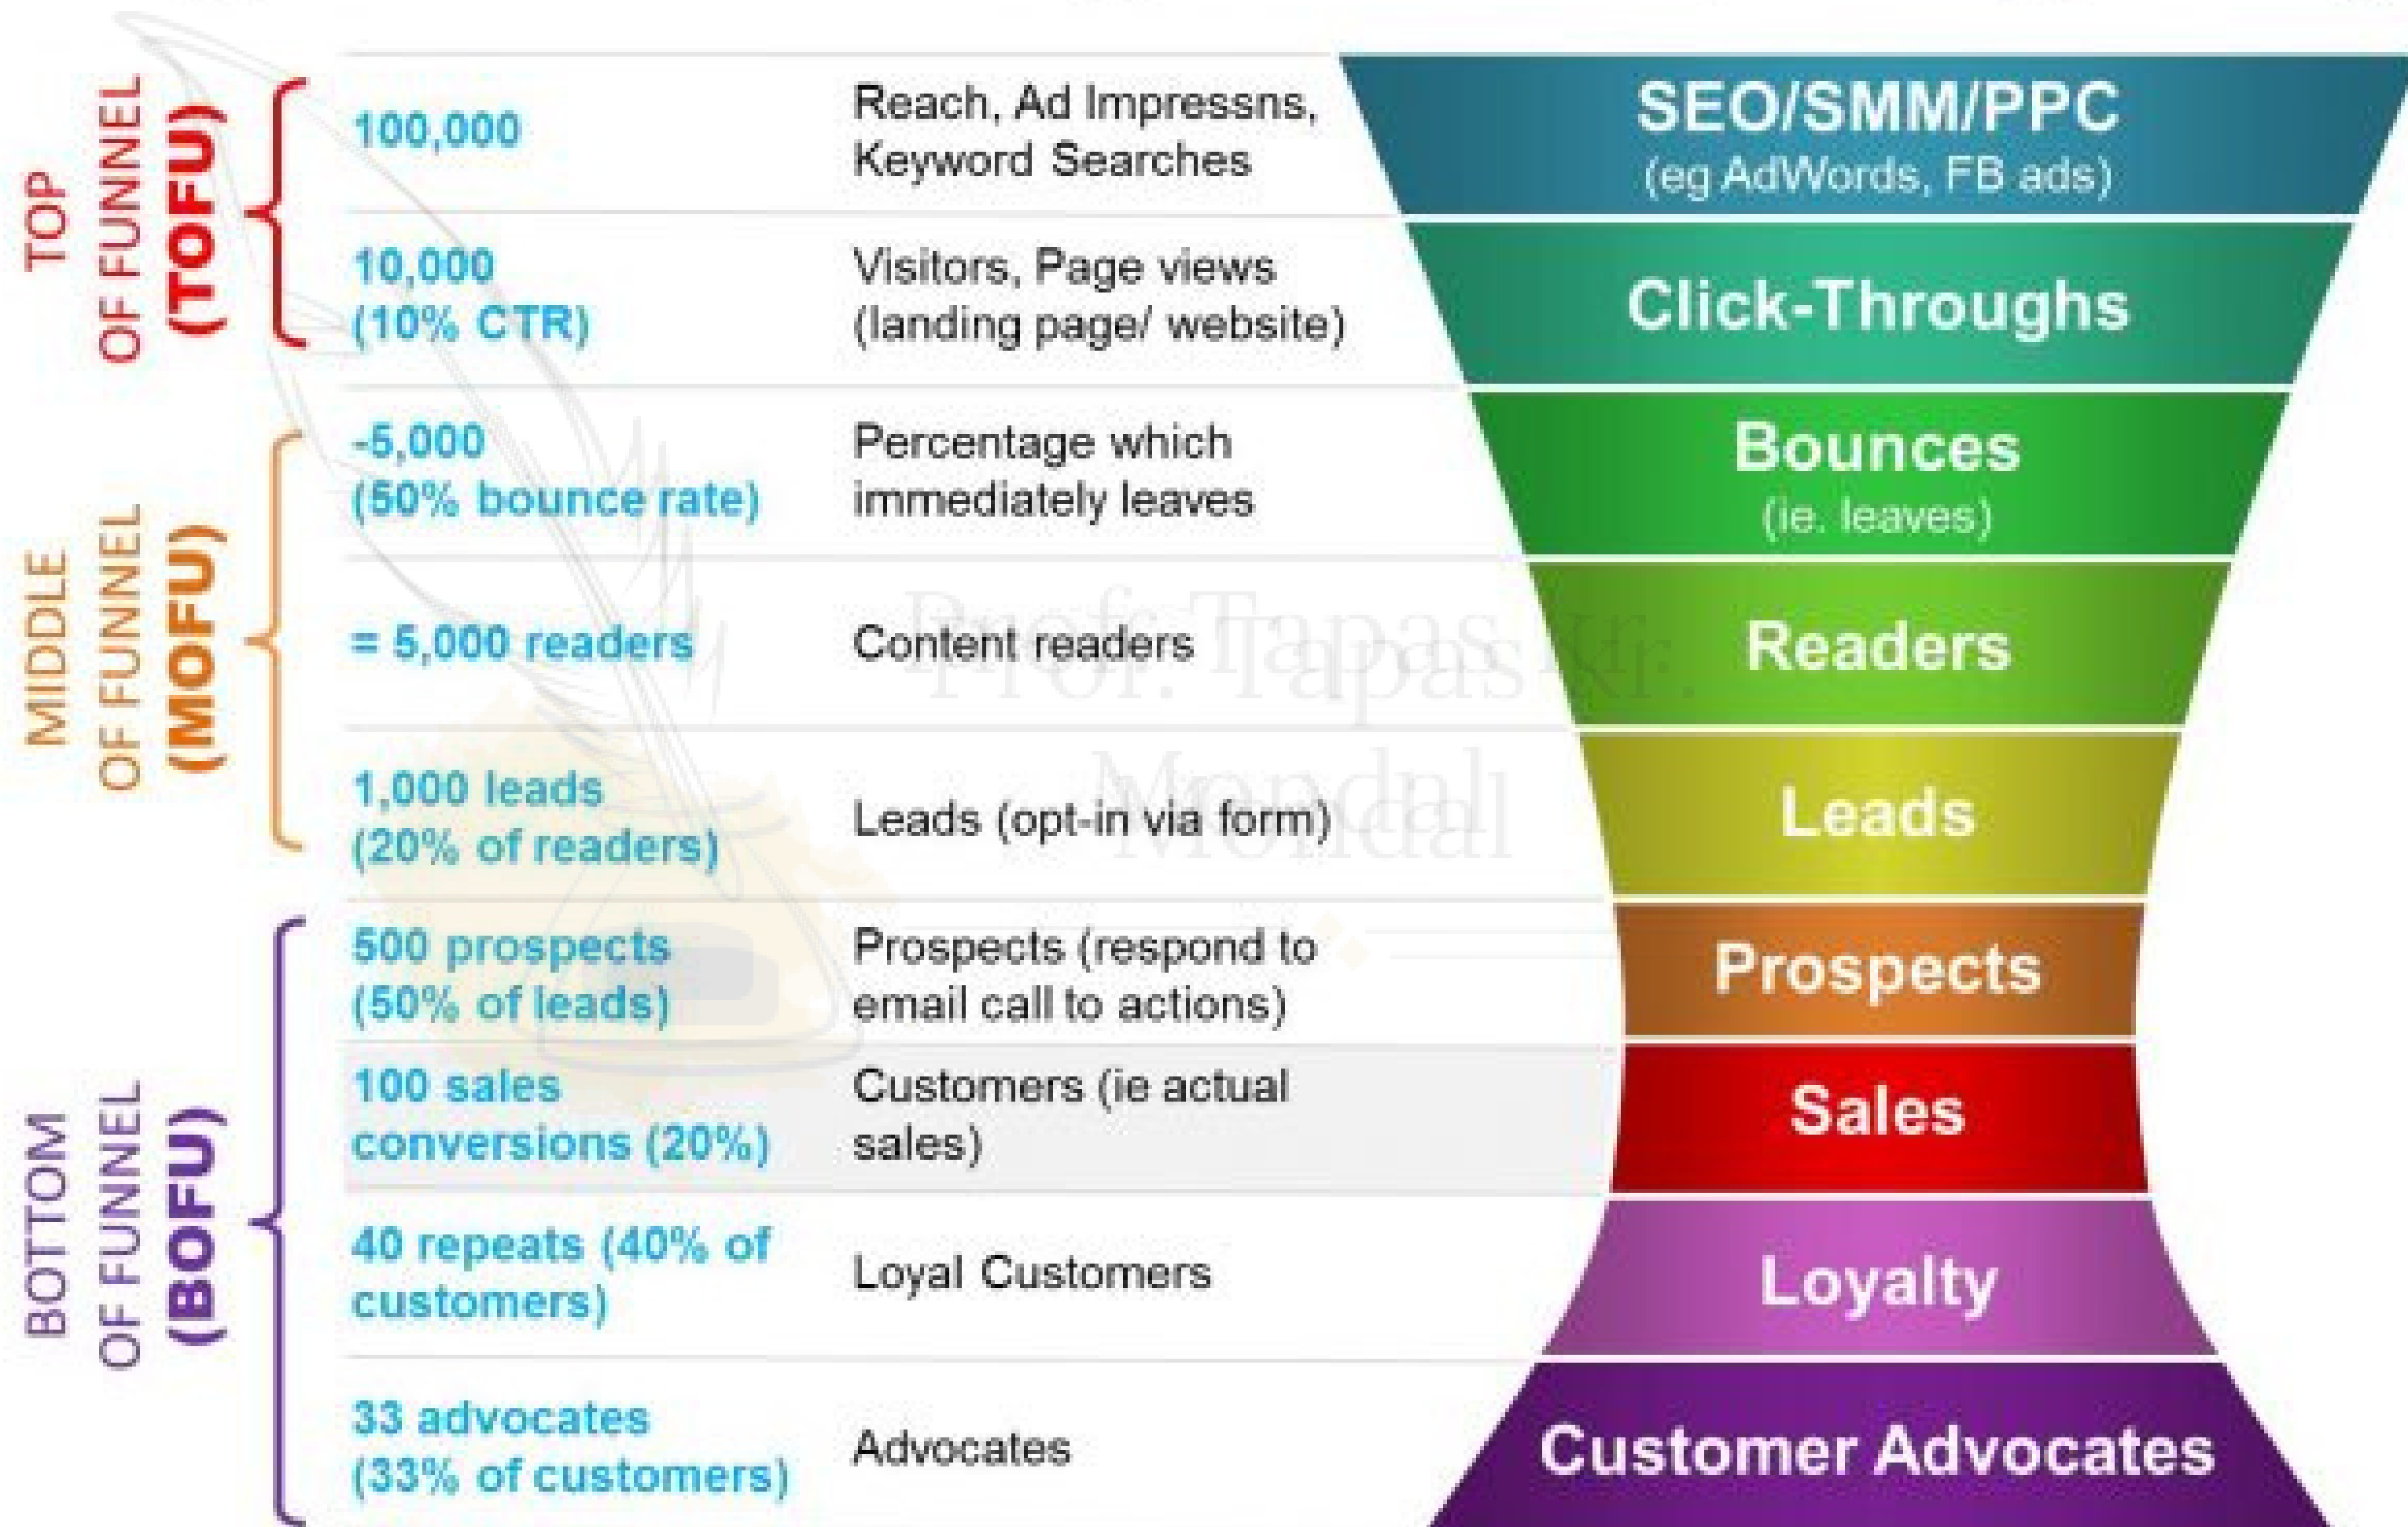 TOP
OF FUNNEL
(TOFU)
100,000
Reach, Ad Impressns,
Keyword Searches
SEO/SMM/PPC
(eg AdWords, FB ads)
10,000
(10% CTR)
Visitors, Page views
(landing page/ website)
Click-Throughs
MIDDLE
OF FUNNEL
(MOFU)
-5,000
(50% bounce rate)
Percentage which
immediately leaves
Bounces
(ie. leaves)
= 5,000 readers
Content readers
Readers
1,000 leads
(20% of readers)
Leads (opt-in via form)
Leads
BOTTOM
OF FUNNEL
(BOFU)
500 prospects
(50% of leads)
Prospects (respond to
email call to actions)
Prospects
100 sales
conversions (20%)
Customers (ie actual
sales)
Sales
40 repeats (40% of
customers)
Loyal Customers
Loyalty
33 advocates
(33% of customers)
Advocates
Customer Advocates
Prof. Tapas Kr.
Mondal